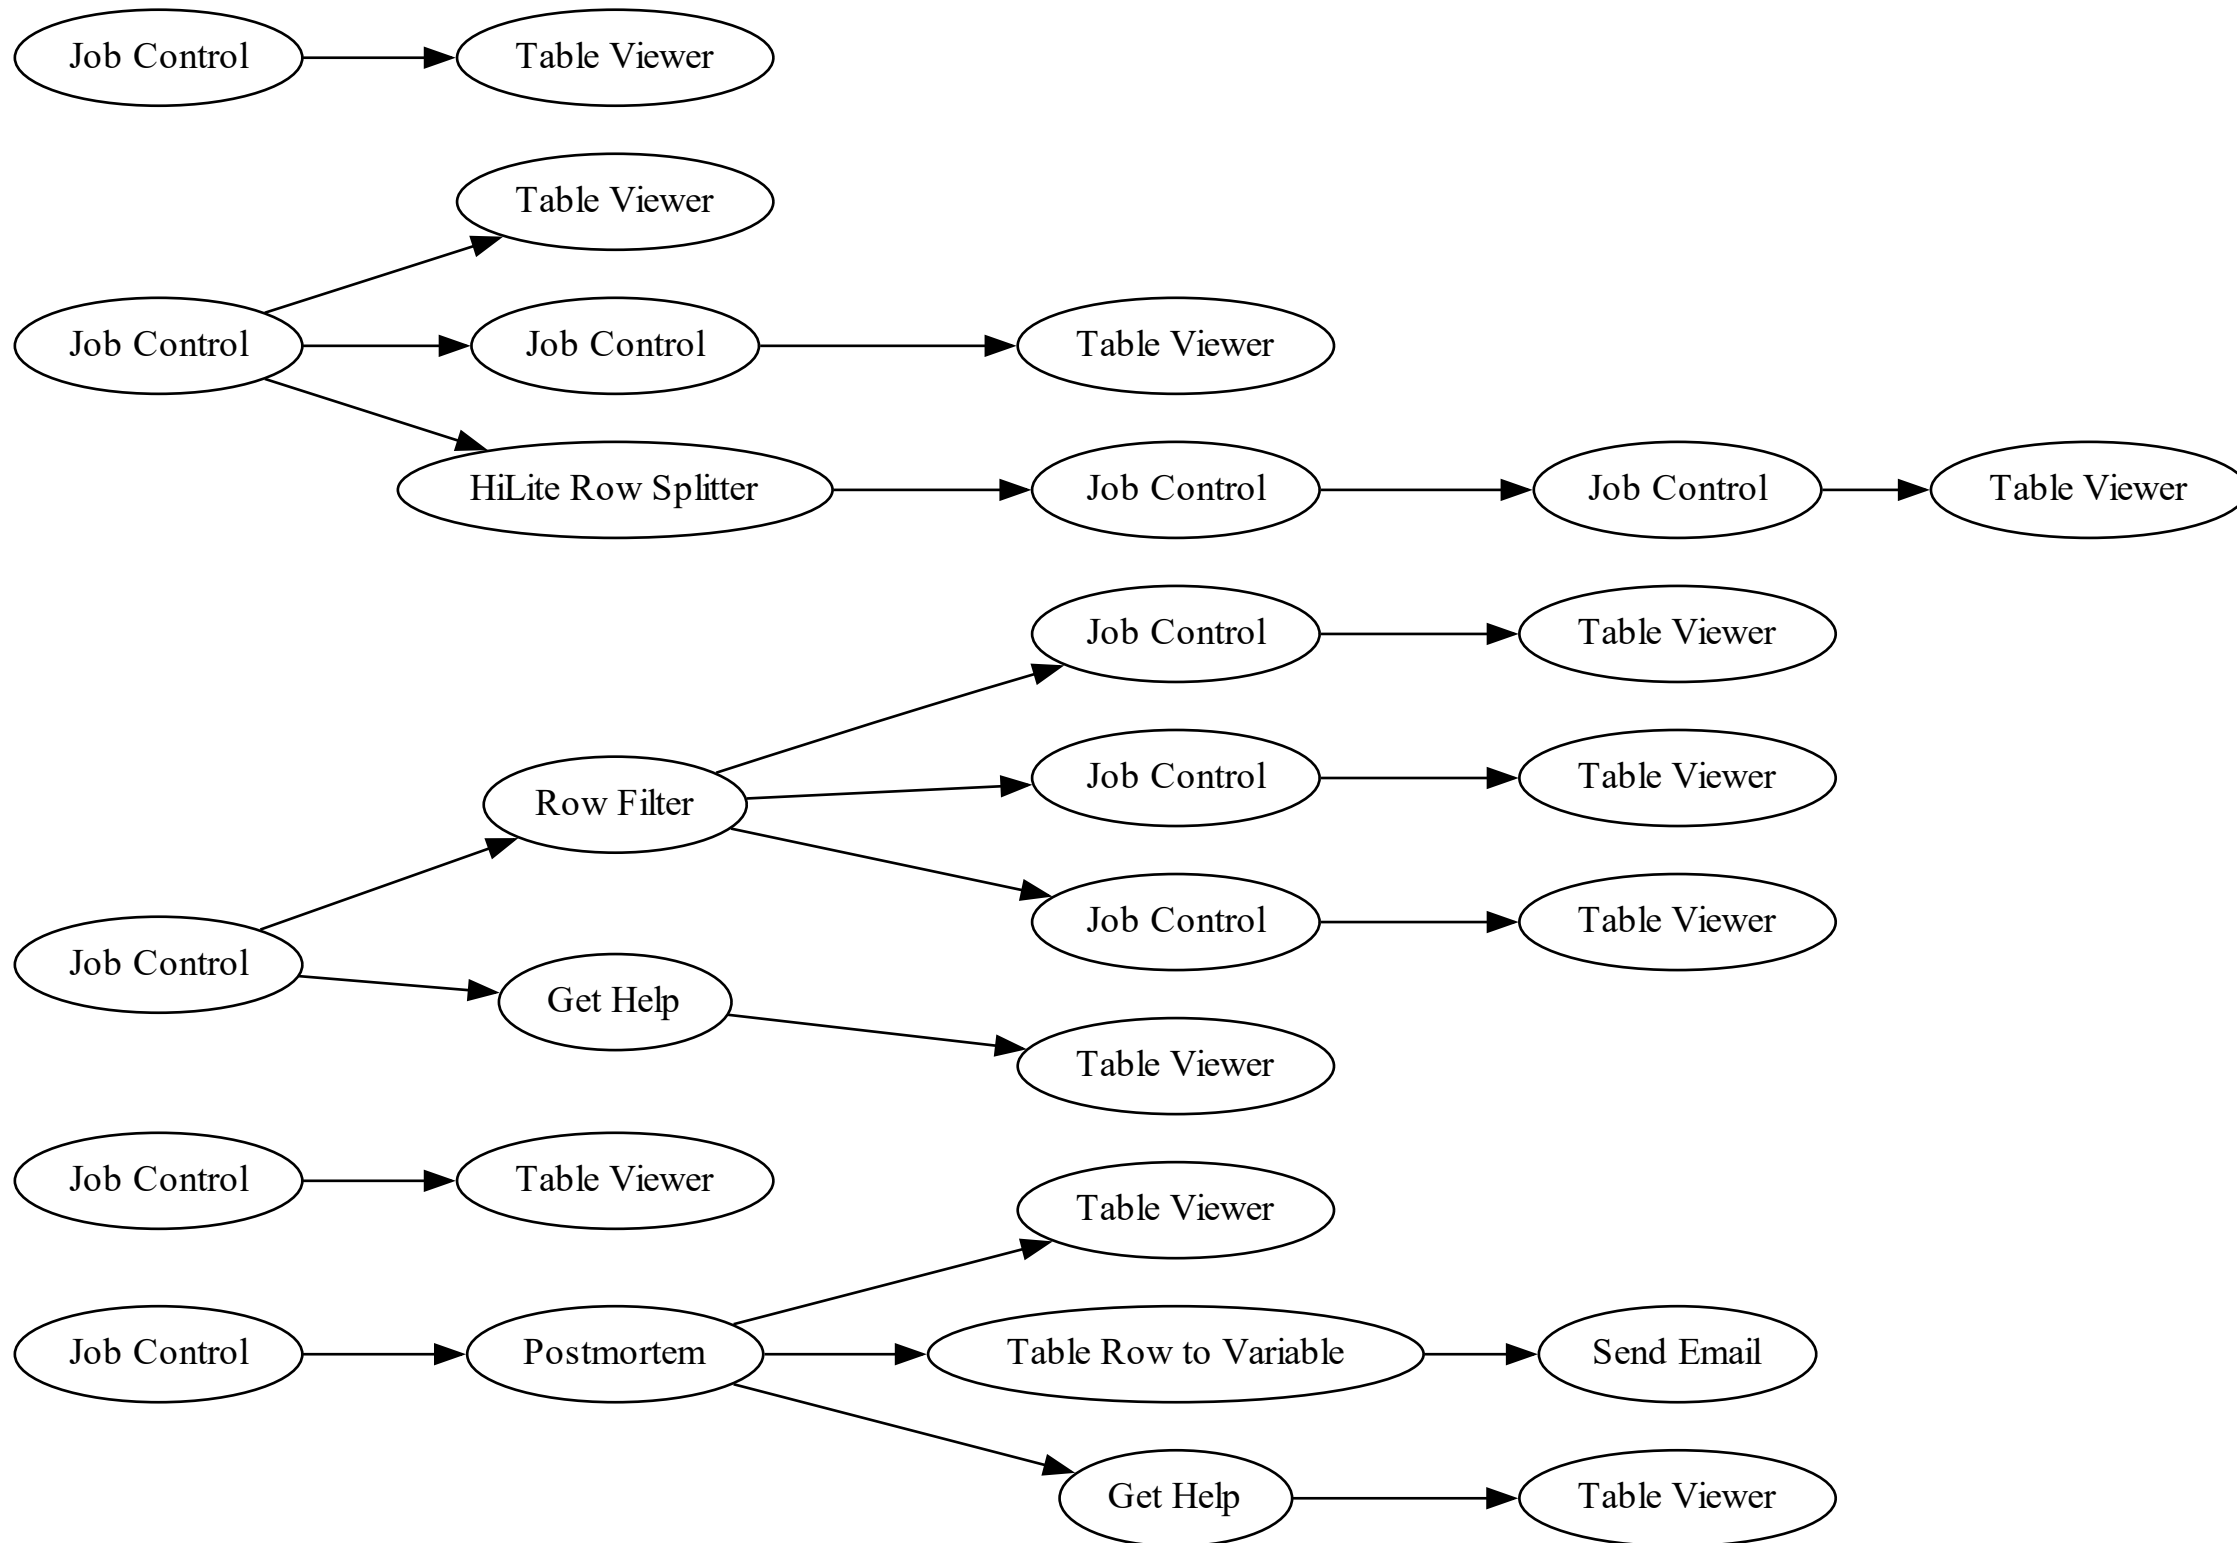 Job Control
Table Viewer
Table Viewer
Job Control
Job Control
Table Viewer
HiLite Row Splitter
Job Control
Job Control
Table Viewer
Job Control
Table Viewer
Row Filter
Job Control
Table Viewer
Job Control
Table Viewer
Job Control
Get Help
Table Viewer
Job Control
Table Viewer
Table Viewer
Job Control
Postmortem
Table Row to Variable
Send Email
Get Help
Table Viewer